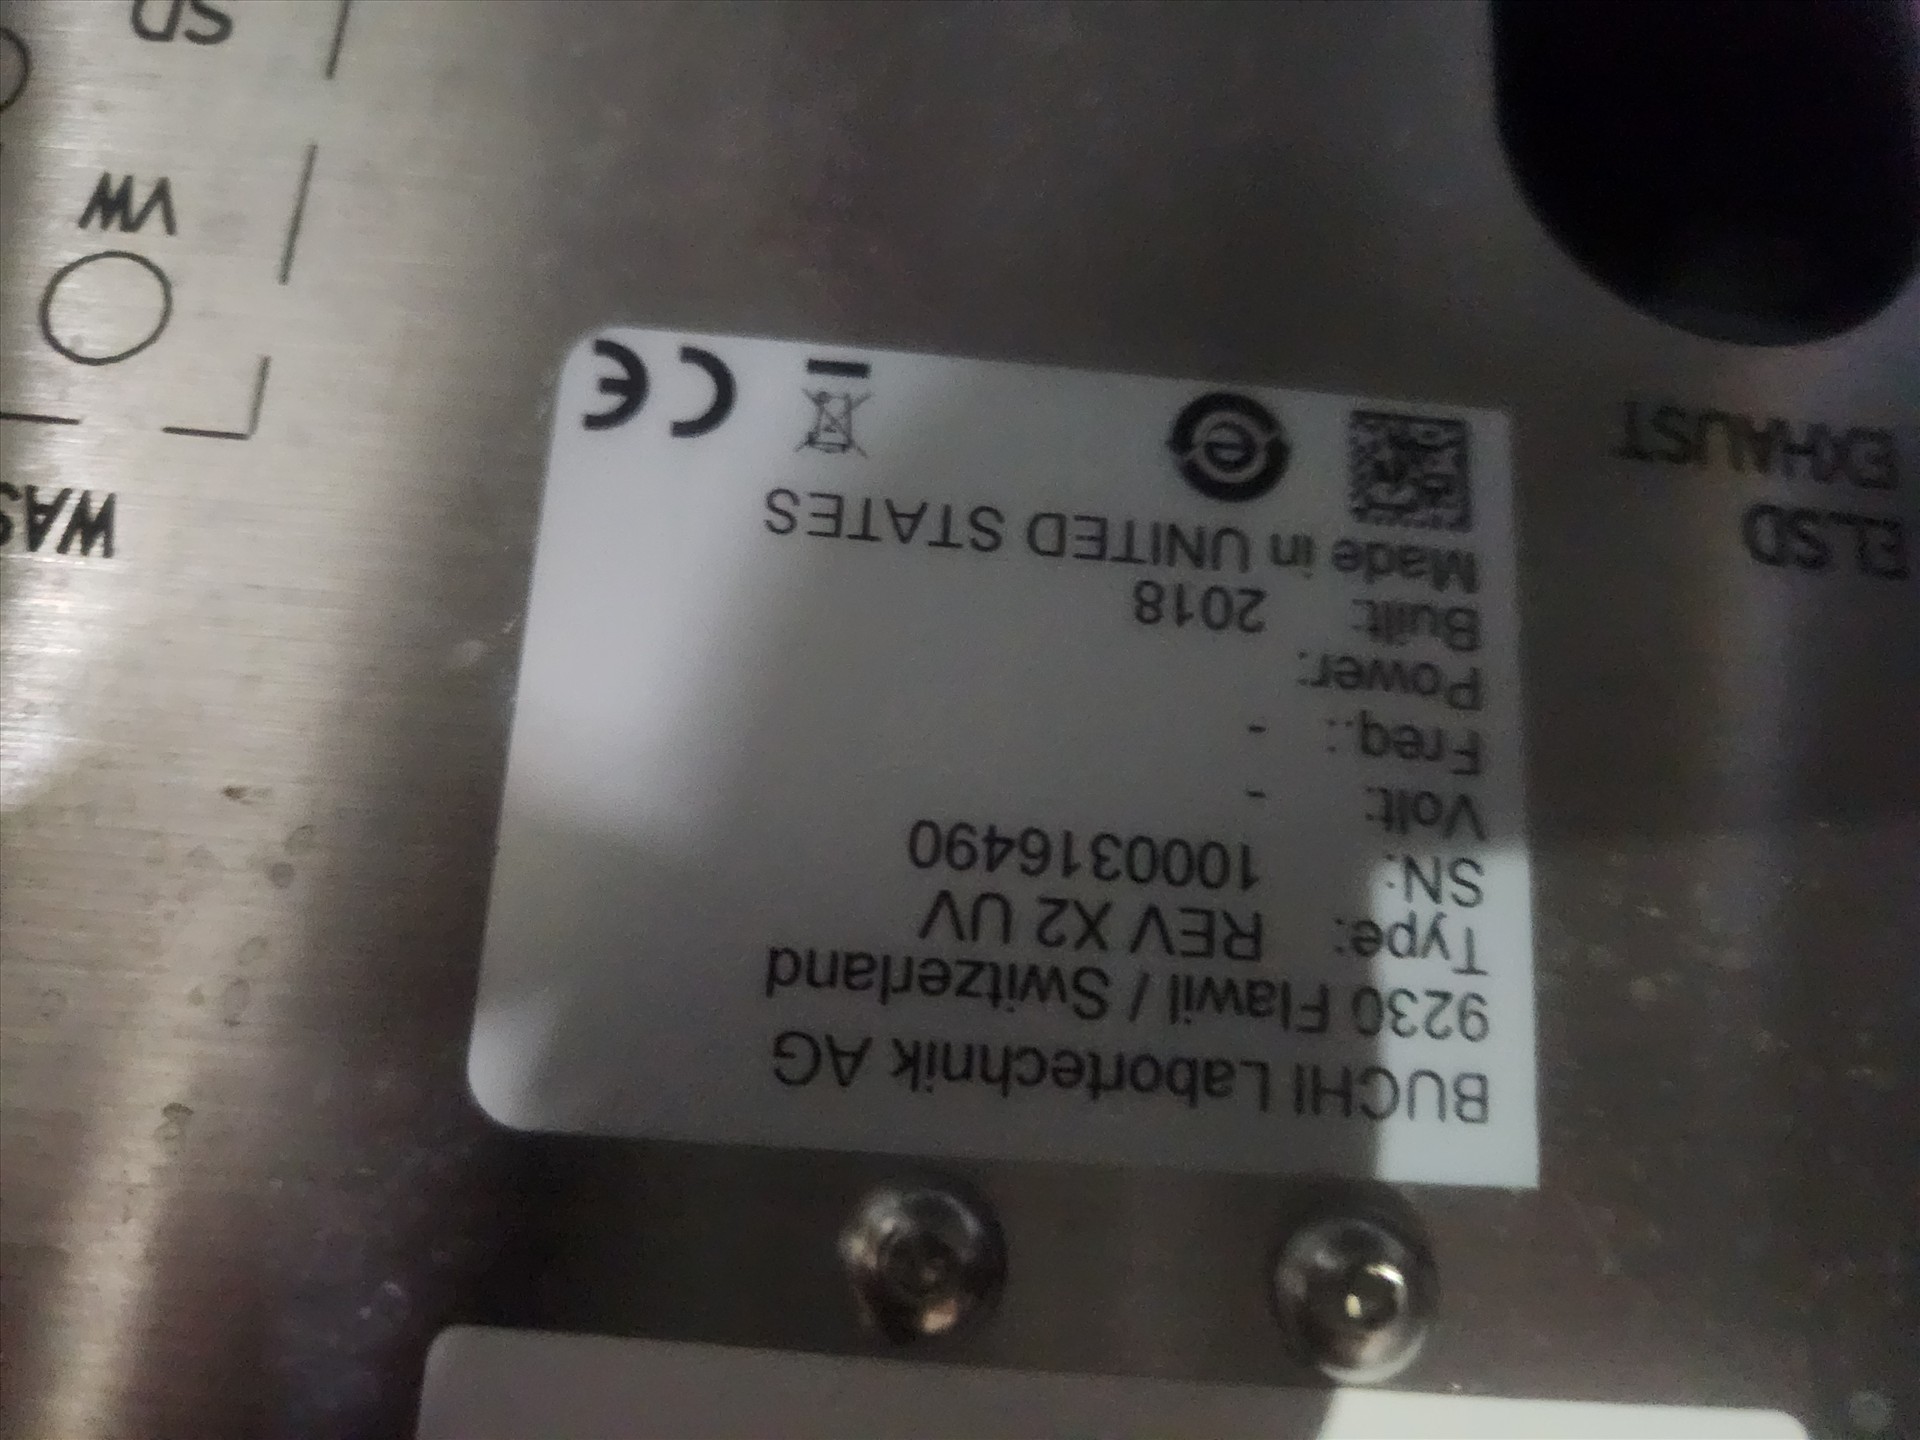 BUCHI Labortechnik AG
9230 Flawil / Switzerland
Type: REV X2 UV
SN: 1000316490
Volt: -
Freq.: -
Power:
Built: 2018
Made in UNITED STATES
e
CE
ELSD
EXHAUST
WAS
VW
SD